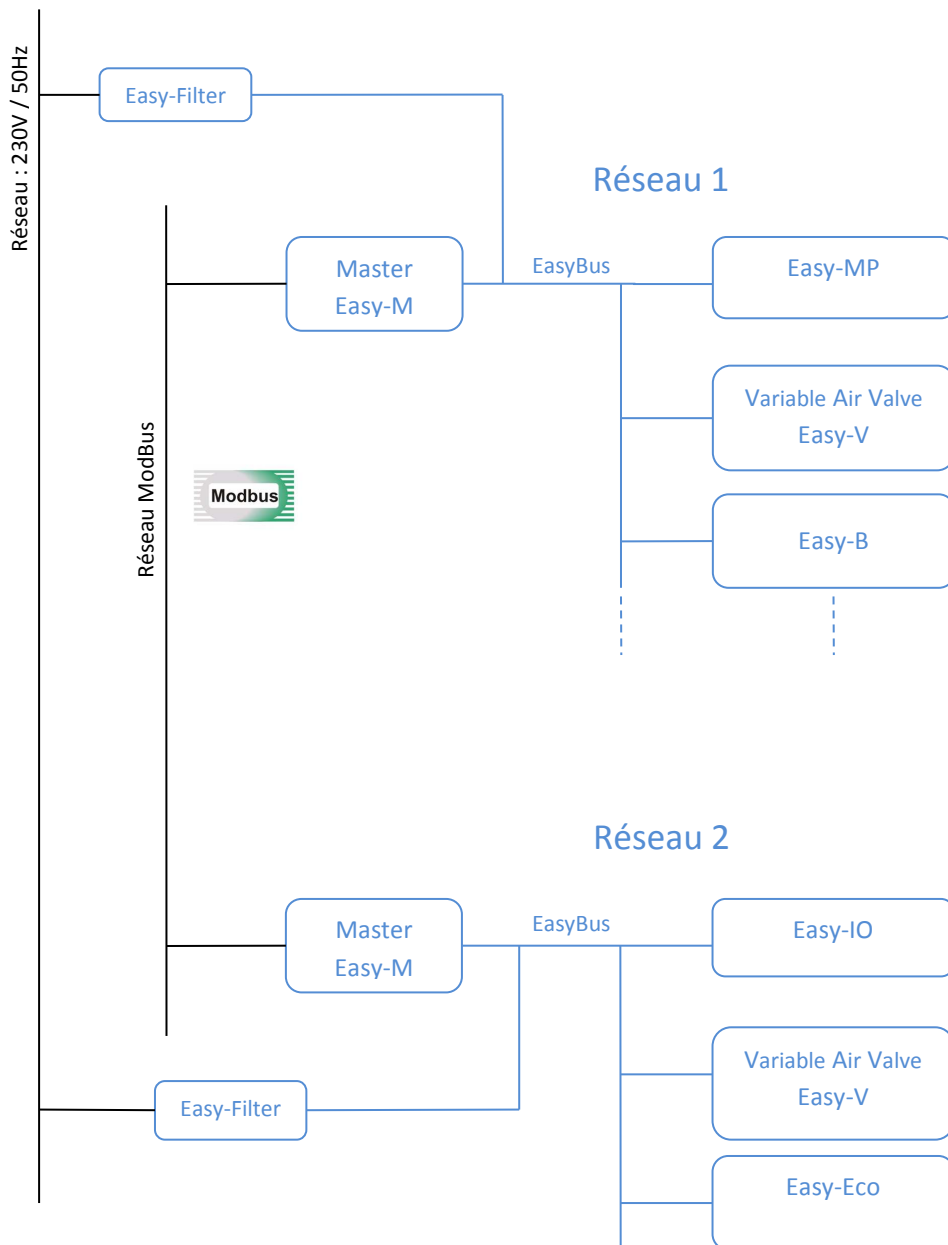 Réseau : 230V / 50Hz
Easy-Filter
Réseau 1
Master
Easy-M
EasyBus
Easy-MP
Variable Air Valve
Easy-V
Réseau ModBus
Modbus
Easy-B
Réseau 2
Master
Easy-M
EasyBus
Easy-IO
Variable Air Valve
Easy-V
Easy-Filter
Easy-Eco